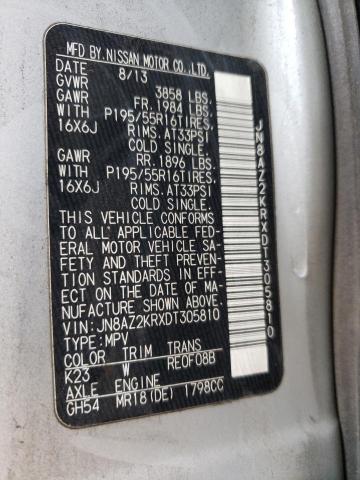 MFD BY.NISSAN MOTOR CO.,LTD.
DATE 8/13
GVWR 3858 LBS.
GAWR FR. 1984 LBS.
WITH P195/55R16TIRES,
16X6J RIMS.AT33PSI
COLD SINGLE.
GAWR RR. 1896 LBS.
WITH P195/55R16TIRES,
16X6J RIMS.AT33PSI
COLD SINGLE.
THIS VEHICLE CONFORMS
TO ALL APPLICABLE FED-
ERAL MOTOR VEHICLE SA-
FETY AND THEFT PREVENTION
STANDARDS IN EFF-
ECT ON THE DATE OF M-
ANUFACTURE SHOWN ABOVE.
VIN: JN8AZ2KRXDT305810
TYPE: MPV
COLOR TRIM TRANS
K23 W RE0F08B
AXLE ENGINE
GH54 MR18(DE) 1798CC
JN8AZ2KRXDT305810